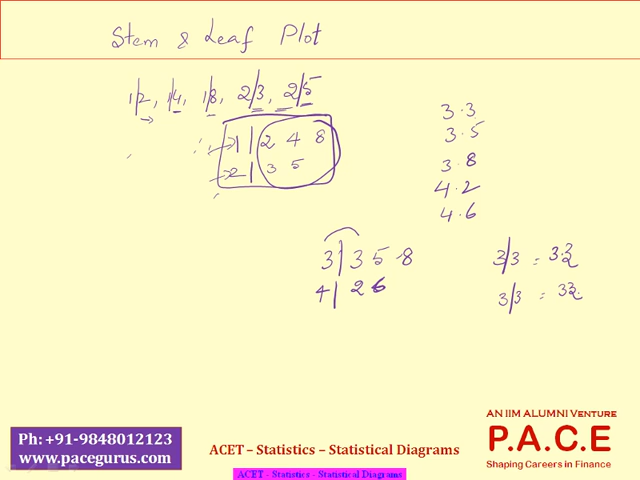 Stem & Leaf Plot
1/2, 1/4, 1/8, 2/3, 2/5
1 | 2 4 8
2 | 3 5
3.3
3.5
3.8
4.2
4.6
3 | 3 5 8
4 | 2 6
3/3 = 3.3
3/3 = 33.
Ph: +91-9848012123
www.pacegurus.com
ACET – Statistics – Statistical Diagrams
ACET - Statistics - Statistical Diagrams
AN IIM ALUMNI VENTURE
P.A.C.E
Shaping Careers in Finance